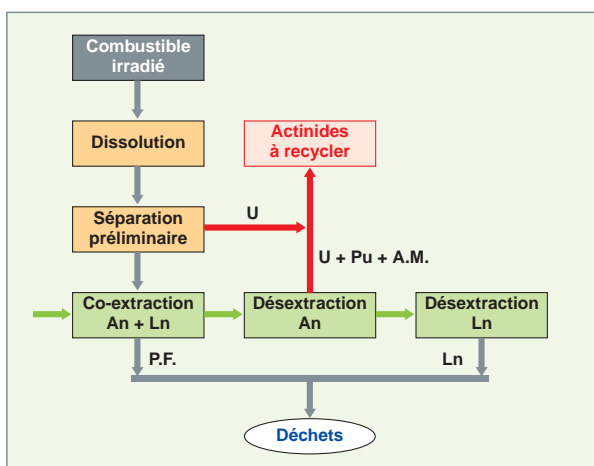 Combustible
irradié
Dissolution
Actinides
à recycler
Séparation
préliminaire
U
U + Pu + A.M.
Co-extraction
An + Ln
Désextraction
An
Désextraction
Ln
P.F.
Ln
Déchets